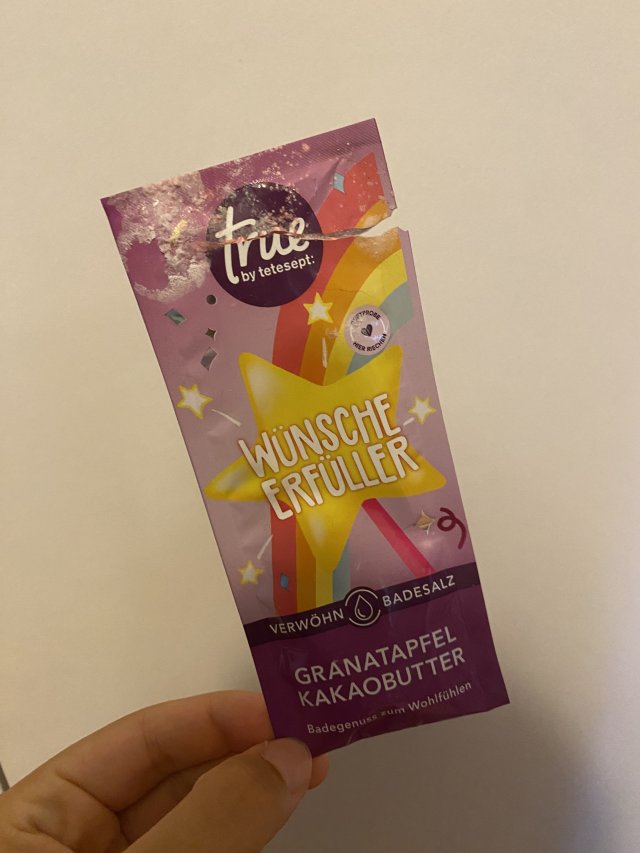 true
by tetesept:
DUFTPROBE
HIER RIECHEN
WÜNSCHE
ERFÜLLER
VERWÖHN BADESALZ
GRANATAPFEL
KAKAOBUTTER
Badegenuss zum Wohlfühlen